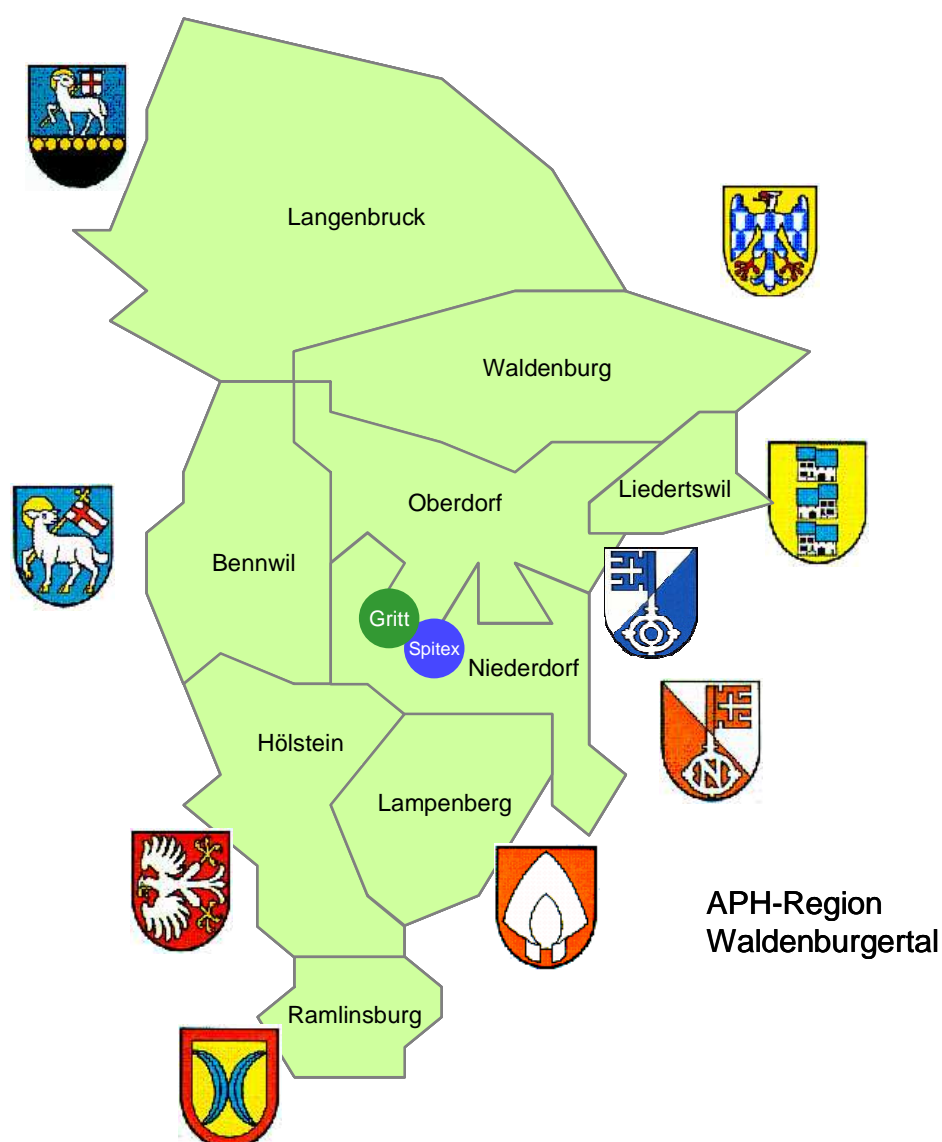 Langenbruck
Waldenburg
Liedertswil
Oberdorf
Bennwil
Gritt
Spitex
Niederdorf
Hölstein
Lampenberg
APH-Region
Waldenburgertal
Ramlinsburg
N